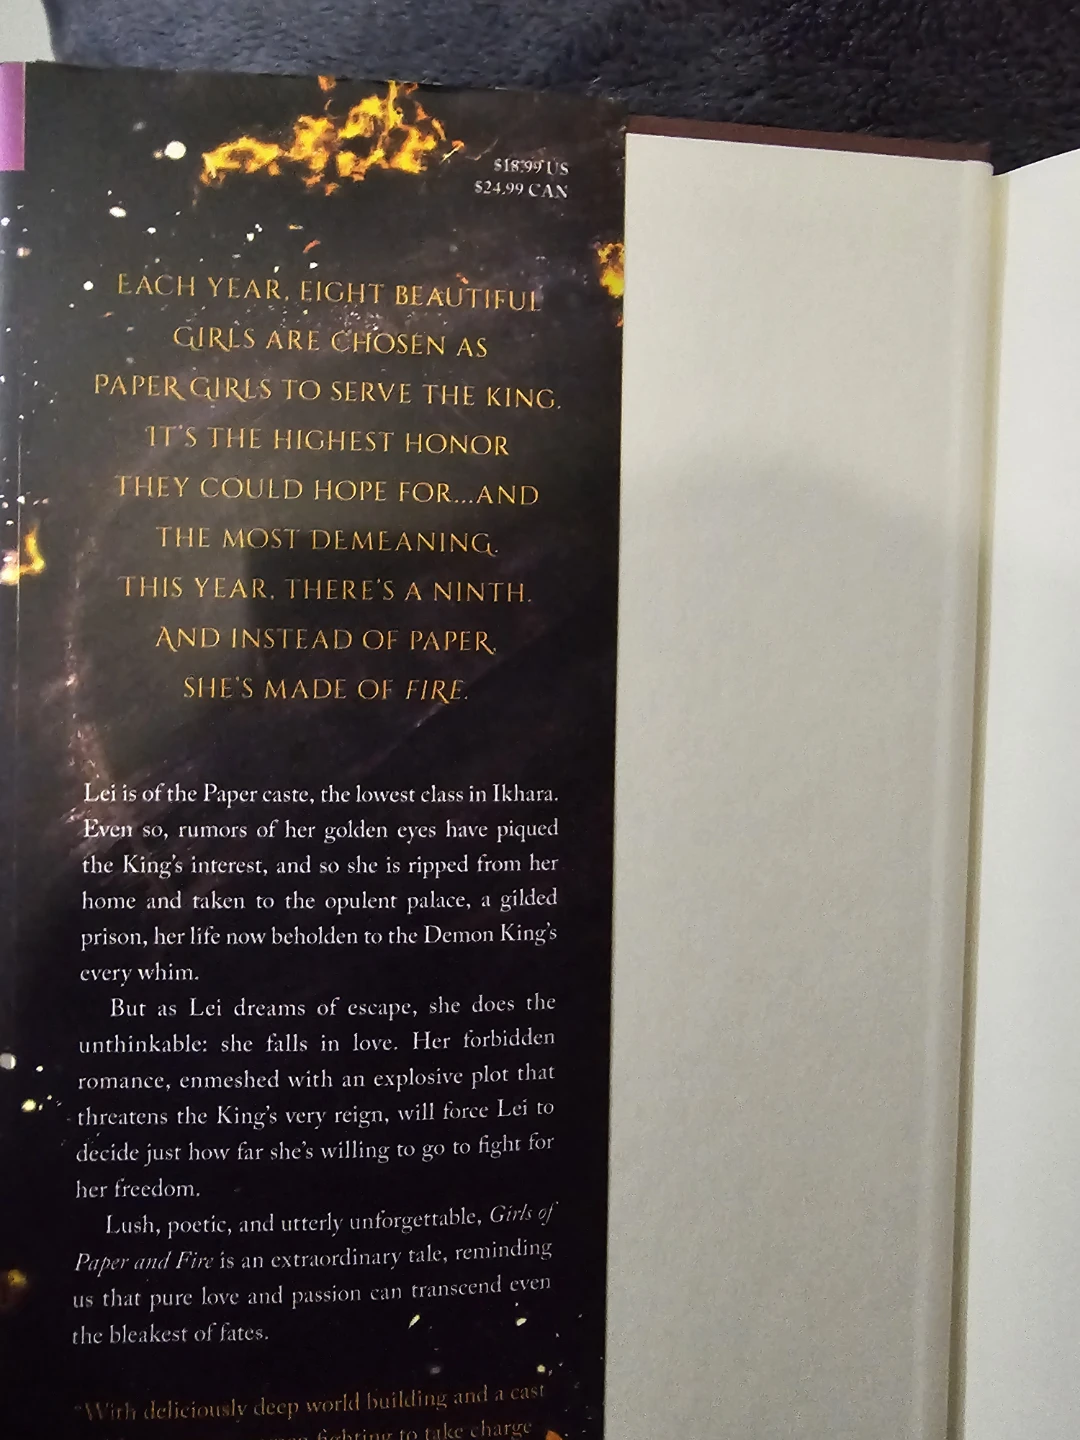 $18.99 US
$24.99 CAN
EACH YEAR, EIGHT BEAUTIFUL
GIRLS ARE CHOSEN AS
PAPER GIRLS TO SERVE THE KING.
IT'S THE HIGHEST HONOR
THEY COULD HOPE FOR...AND
THE MOST DEMEANING.
THIS YEAR, THERE'S A NINTH.
AND INSTEAD OF PAPER,
SHE'S MADE OF FIRE.
Lei is of the Paper caste, the lowest class in Ikhara.
Even so, rumors of her golden eyes have piqued
the King's interest, and so she is ripped from her
home and taken to the opulent palace, a gilded
prison, her life now beholden to the Demon King's
every whim.
But as Lei dreams of escape, she does the
unthinkable: she falls in love. Her forbidden
romance, enmeshed with an explosive plot that
threatens the King's very reign, will force Lei to
decide just how far she's willing to go to fight for
her freedom.
Lush, poetic, and utterly unforgettable, Girls of
Paper and Fire is an extraordinary tale, reminding
us that pure love and passion can transcend even
the bleakest of fates.
"With deliciously deep world building and a cast
fighting to take charge